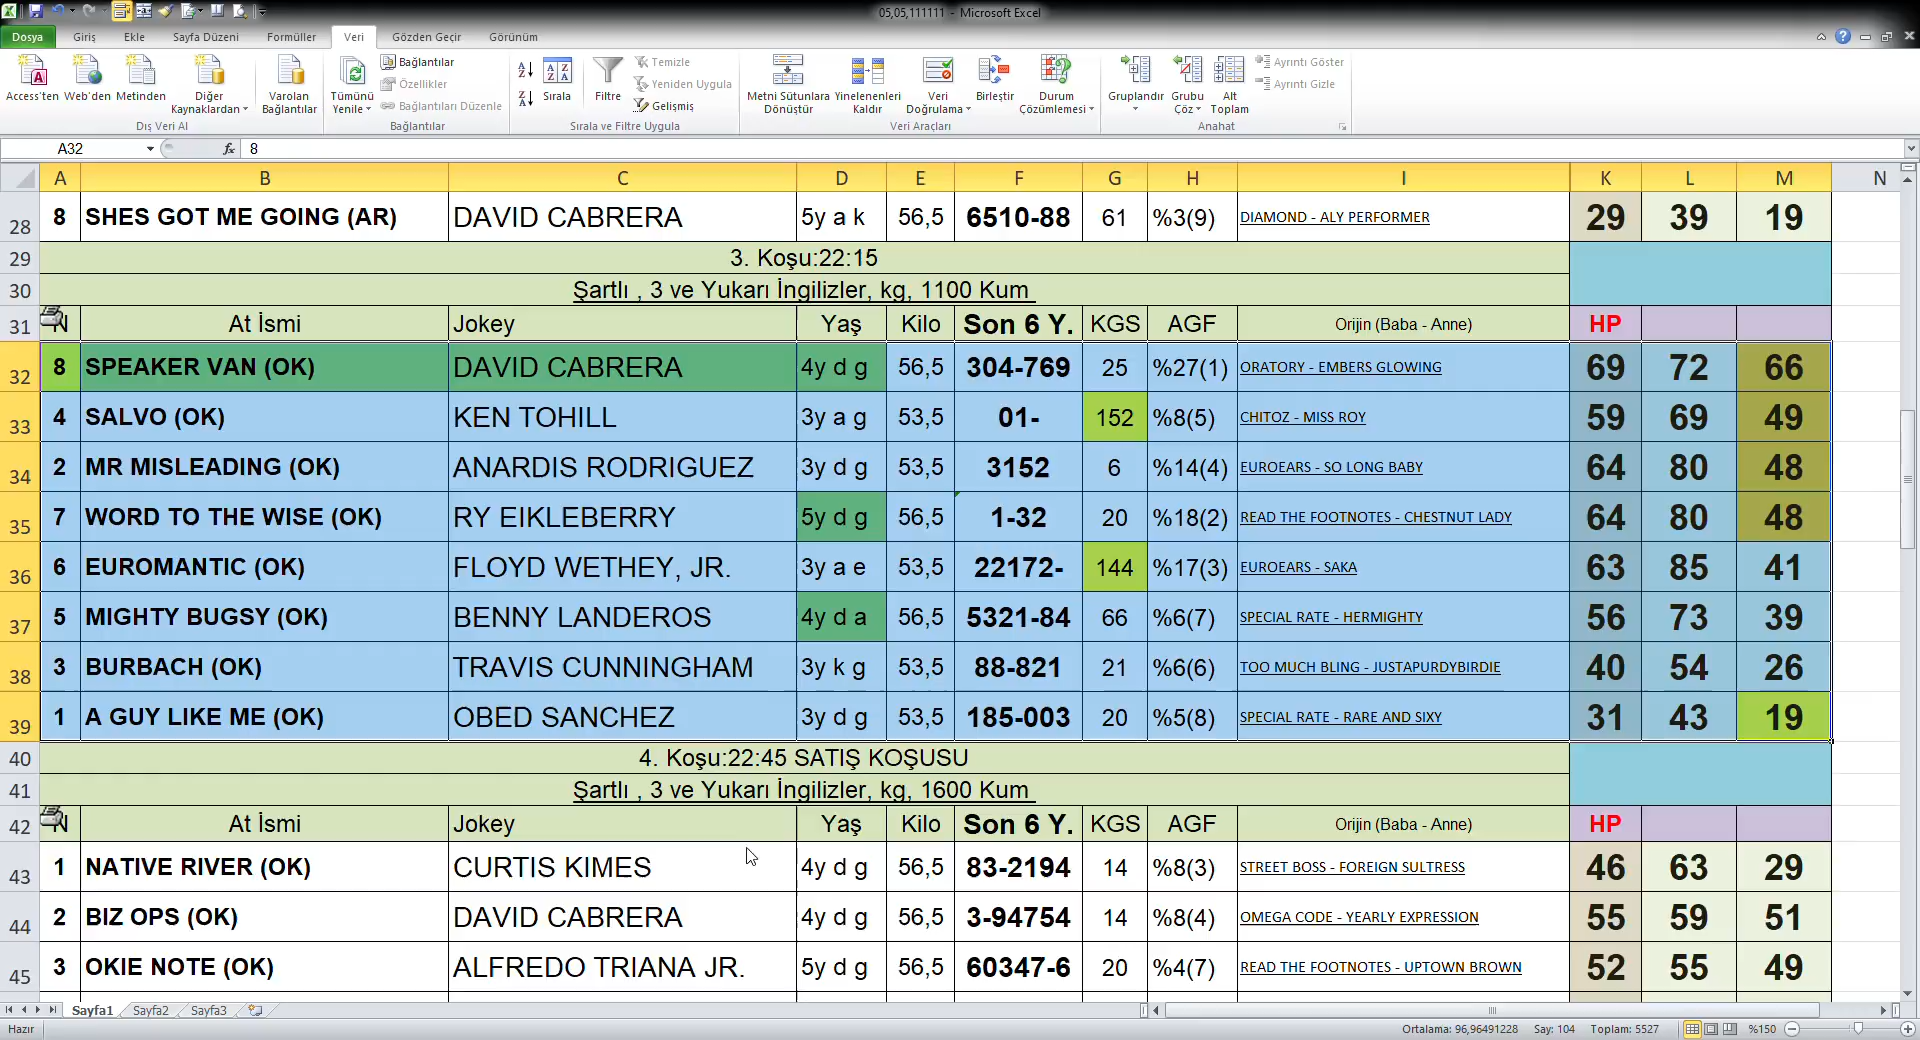 05,05,111111 - Microsoft Excel
Dosya Giriş Ekle Sayfa Düzeni Formüller Veri Gözden Geçir Görünüm
Access'ten Web'den Metinden Diğer Kaynaklardan Varolan Bağlantılar Tümünü Yenile Bağlantılar Özellikler Bağlantıları Düzenle Sırala Filtre Temizle Yeniden Uygula Gelişmiş Metni Sütunlara Dönüştür Yinelenenleri Kaldır Veri Doğrulama Birleştir Durum Çözümlemesi Gruplandır Grubu Çöz Alt Toplam Ayrıntı Göster Ayrıntı Gizle
Dış Veri Al Bağlantılar Sırala ve Filtre Uygula Veri Araçları Anahat
A32 fx 8
A B C D E F G H I K L M N
28 8 SHES GOT ME GOING (AR) DAVID CABRERA 5y a k 56,5 6510-88 61 %3(9) DIAMOND - ALY PERFORMER 29 39 19
29 3. Koşu:22:15
30 Şartlı , 3 ve Yukarı İngilizler, kg, 1100 Kum
31 N At İsmi Jokey Yaş Kilo Son 6 Y. KGS AGF Orijin (Baba - Anne) HP
32 8 SPEAKER VAN (OK) DAVID CABRERA 4y d g 56,5 304-769 25 %27(1) ORATORY - EMBERS GLOWING 69 72 66
33 4 SALVO (OK) KEN TOHILL 3y a g 53,5 01- 152 %8(5) CHITOZ - MISS ROY 59 69 49
34 2 MR MISLEADING (OK) ANARDIS RODRIGUEZ 3y d g 53,5 3152 6 %14(4) EUROEARS - SO LONG BABY 64 80 48
35 7 WORD TO THE WISE (OK) RY EIKLEBERRY 5y d g 56,5 1-32 20 %18(2) READ THE FOOTNOTES - CHESTNUT LADY 64 80 48
36 6 EUROMANTIC (OK) FLOYD WETHEY, JR. 3y a e 53,5 22172- 144 %17(3) EUROEARS - SAKA 63 85 41
37 5 MIGHTY BUGSY (OK) BENNY LANDEROS 4y d a 56,5 5321-84 66 %6(7) SPECIAL RATE - HERMIGHTY 56 73 39
38 3 BURBACH (OK) TRAVIS CUNNINGHAM 3y k g 53,5 88-821 21 %6(6) TOO MUCH BLING - JUSTAPURDYBIRDIE 40 54 26
39 1 A GUY LIKE ME (OK) OBED SANCHEZ 3y d g 53,5 185-003 20 %5(8) SPECIAL RATE - RARE AND SIXY 31 43 19
40 4. Koşu:22:45 SATIŞ KOŞUSU
41 Şartlı , 3 ve Yukarı İngilizler, kg, 1600 Kum
42 N At İsmi Jokey Yaş Kilo Son 6 Y. KGS AGF Orijin (Baba - Anne) HP
43 1 NATIVE RIVER (OK) CURTIS KIMES 4y d g 56,5 83-2194 14 %8(3) STREET BOSS - FOREIGN SULTRESS 46 63 29
44 2 BIZ OPS (OK) DAVID CABRERA 4y d g 56,5 3-94754 14 %8(4) OMEGA CODE - YEARLY EXPRESSION 55 59 51
45 3 OKIE NOTE (OK) ALFREDO TRIANA JR. 5y d g 56,5 60347-6 20 %4(7) READ THE FOOTNOTES - UPTOWN BROWN 52 55 49
Sayfa1 Sayfa2 Sayfa3
Hazır Ortalama: 96,96491228 Say: 104 Toplam: 5527 %150